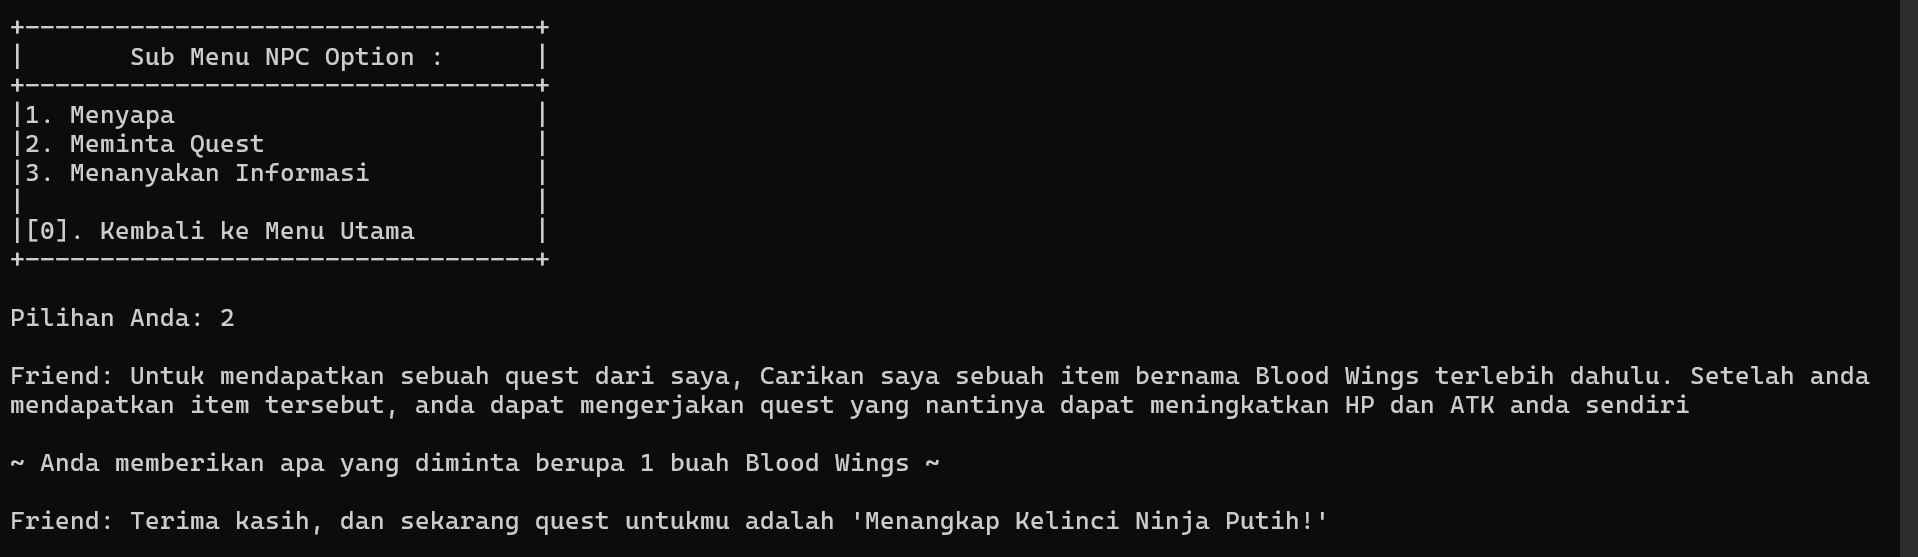 +----------------------------------+
|       Sub Menu NPC Option :      |
+----------------------------------+
|1. Menyapa                        |
|2. Meminta Quest                  |
|3. Menanyakan Informasi           |
|                                  |
|[0]. Kembali ke Menu Utama        |
+----------------------------------+
Pilihan Anda: 2
Friend: Untuk mendapatkan sebuah quest dari saya, Carikan saya sebuah item bernama Blood Wings terlebih dahulu. Setelah anda
mendapatkan item tersebut, anda dapat mengerjakan quest yang nantinya dapat meningkatkan HP dan ATK anda sendiri
~ Anda memberikan apa yang diminta berupa 1 buah Blood Wings ~
Friend: Terima kasih, dan sekarang quest untukmu adalah 'Menangkap Kelinci Ninja Putih!'